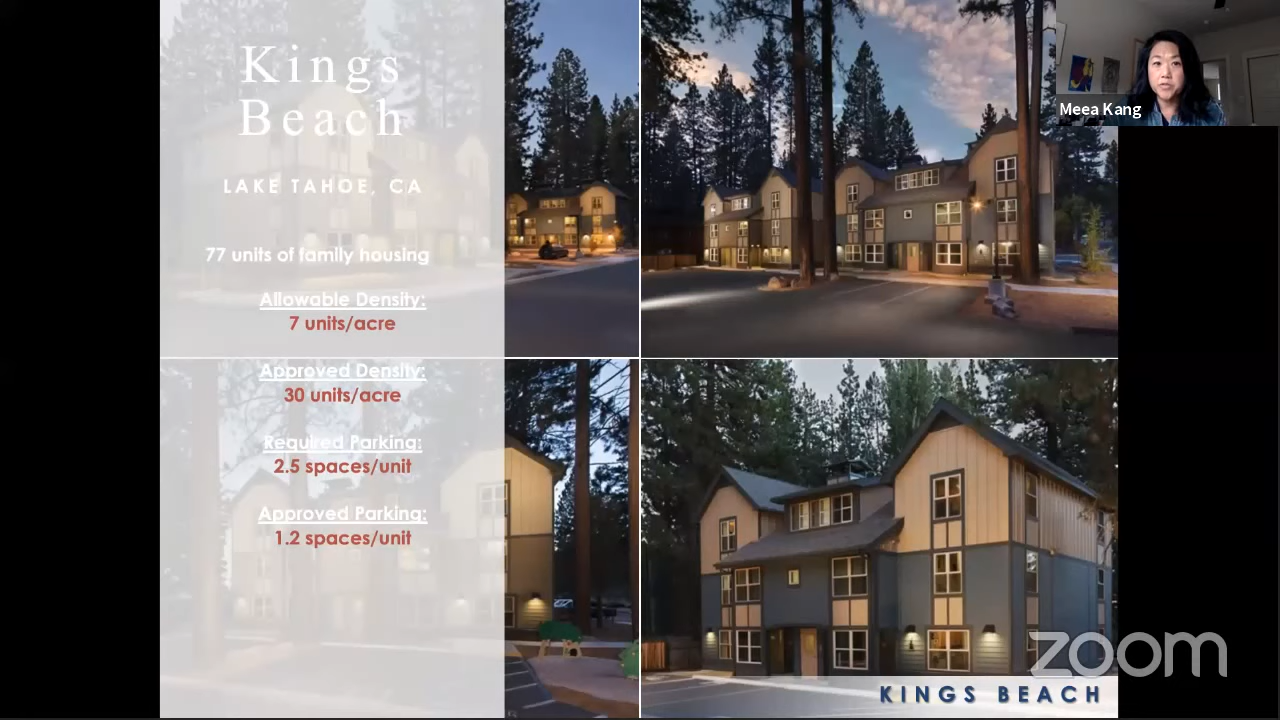 Kings
Beach
LAKE TAHOE, CA
77 units of family housing
Allowable Density:
7 units/acre
Approved Density:
30 units/acre
Required Parking:
2.5 spaces/unit
Approved Parking:
1.2 spaces/unit
Meea Kang
zoom
KINGS BEACH